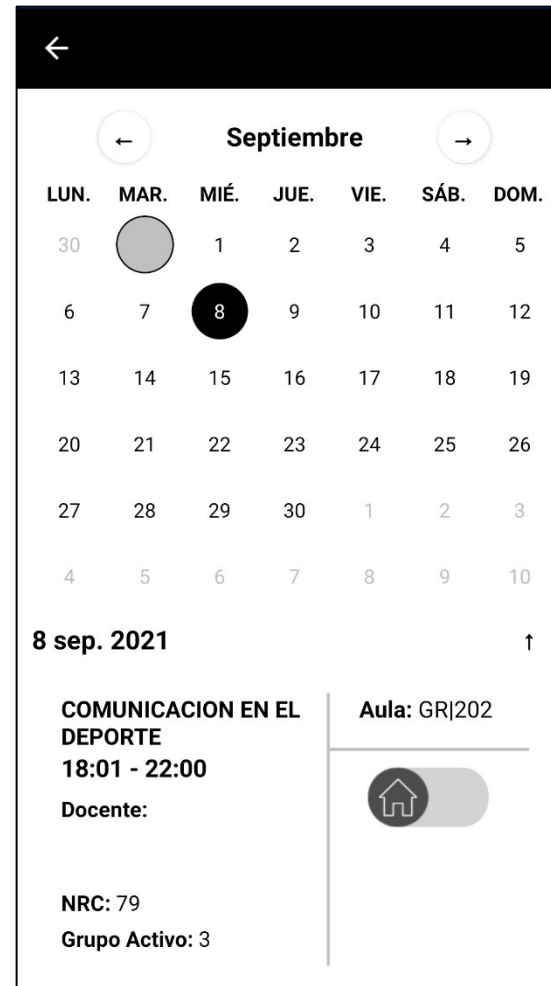 ←
← Septiembre →
LUN. MAR. MIÉ. JUE. VIE. SÁB. DOM.
30 1 2 3 4 5
6 7 8 9 10 11 12
13 14 15 16 17 18 19
20 21 22 23 24 25 26
27 28 29 30 1 2 3
4 5 6 7 8 9 10
8 sep. 2021 ↑
COMUNICACION EN EL
DEPORTE
18:01 - 22:00
Docente:
NRC: 79
Grupo Activo: 3
Aula: GR|202